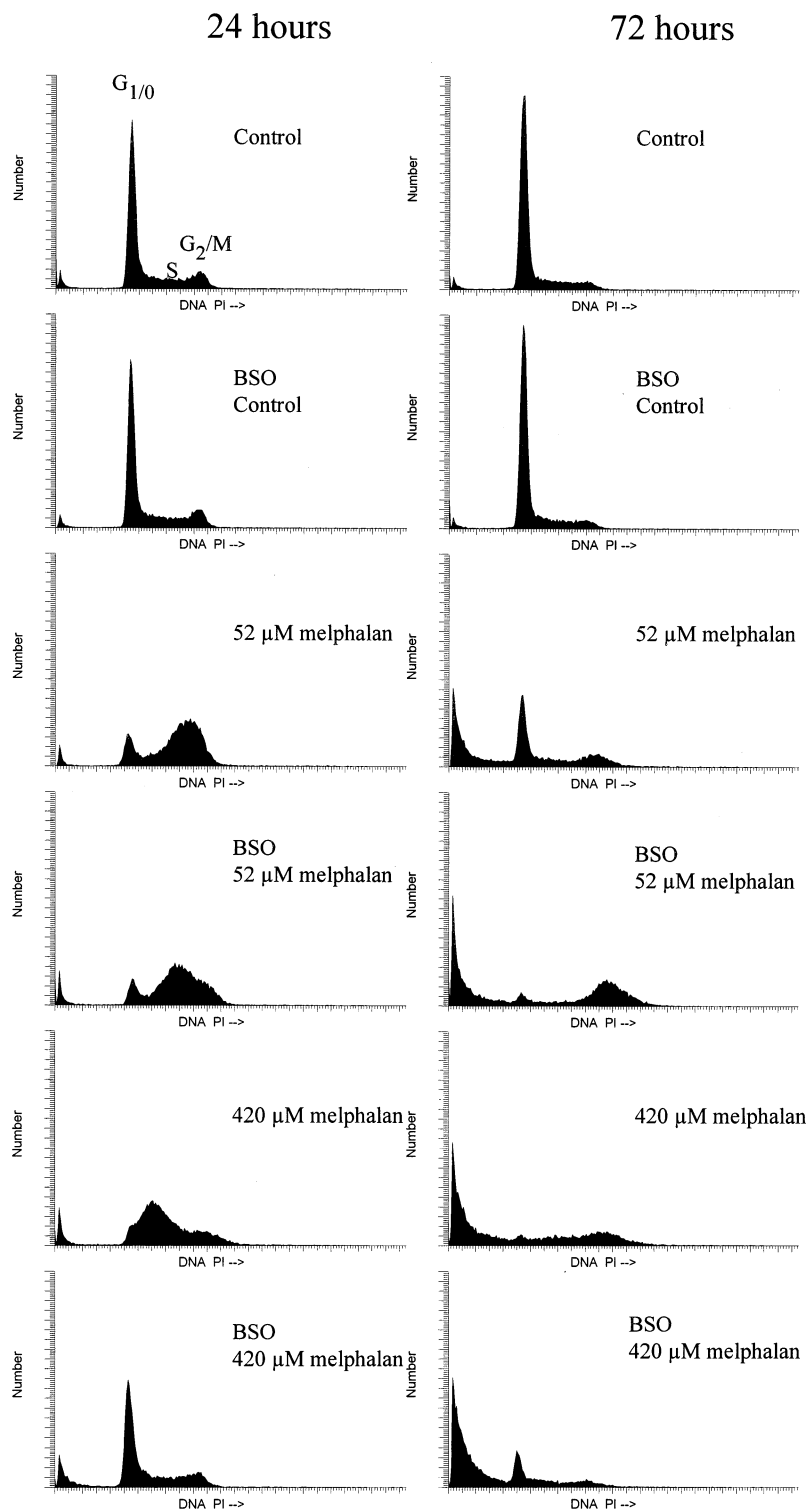 24 hours
72 hours
G1/0
Control
G2/M
S
Number
DNA PI -->
Control
Number
DNA PI -->
BSO
Control
Number
DNA PI -->
BSO
Control
Number
DNA PI -->
52 µM melphalan
Number
DNA PI -->
52 µM melphalan
Number
DNA PI -->
BSO
52 µM melphalan
Number
DNA PI -->
BSO
52 µM melphalan
Number
DNA PI -->
420 µM melphalan
Number
DNA PI -->
420 µM melphalan
Number
DNA PI -->
BSO
420 µM melphalan
Number
DNA PI -->
BSO
420 µM melphalan
Number
DNA PI -->